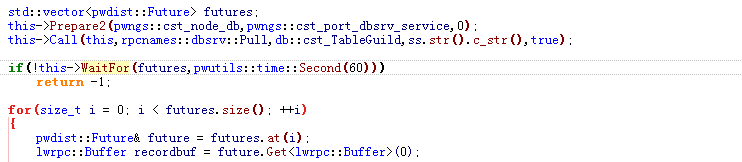 std::vector<pwdist::Future> futures;
this->Prepare2(pwngs::cst_node_db,pwngs::cst_port_dbsrv_service,0);
this->Call(this,rpcnames::dbsrv::Pull,db::cst_TableGuild,ss.str().c_str(),true);
if(!this->WaitFor(futures,pwutils::time::Second(60)))
return -1;
for(size_t i = 0; i < futures.size(); ++i)
{
pwdist::Future& future = futures.at(i);
lwrpc::Buffer recordbuf = future.Get<lwrpc::Buffer>(0);